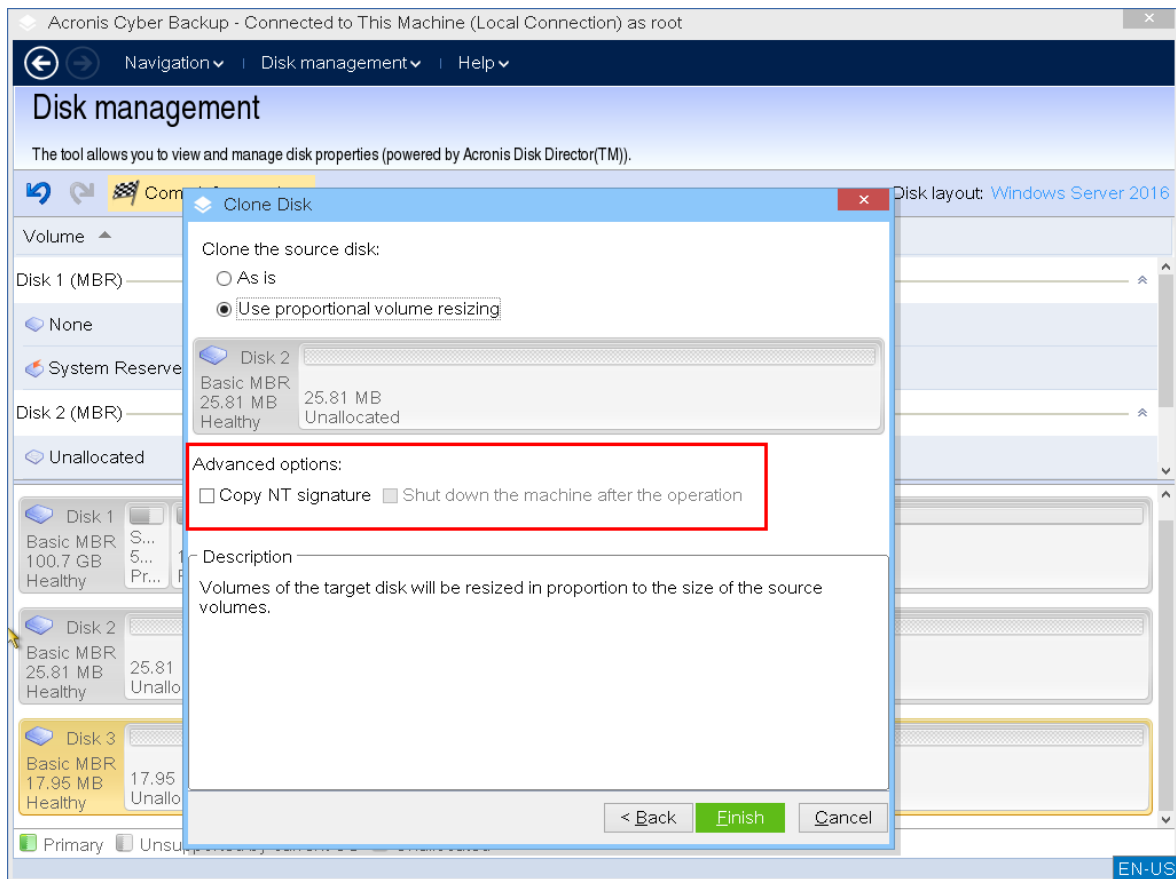 Acronis Cyber Backup - Connected to This Machine (Local Connection) as root
Navigation Disk management Help
Disk management
The tool allows you to view and manage disk properties (powered by Acronis Disk Director(TM)).
Com
Disk layout: Windows Server 2016
Volume
Disk 1 (MBR)
None
System Reserve
Disk 2 (MBR)
Unallocated
Clone Disk
Clone the source disk:
As is
Use proportional volume resizing
Disk 2
Basic MBR
25.81 MB
Healthy
25.81 MB
Unallocated
Advanced options:
Copy NT signature Shut down the machine after the operation
Description
Volumes of the target disk will be resized in proportion to the size of the source
volumes.
< Back Finish Cancel
Disk 1
Basic MBR
100.7 GB
Healthy
S...
5...
Pr...
1
Disk 2
Basic MBR
25.81 MB
Healthy
25.81
Unallo
Disk 3
Basic MBR
17.95 MB
Healthy
17.95
Unallo
Primary
EN-US